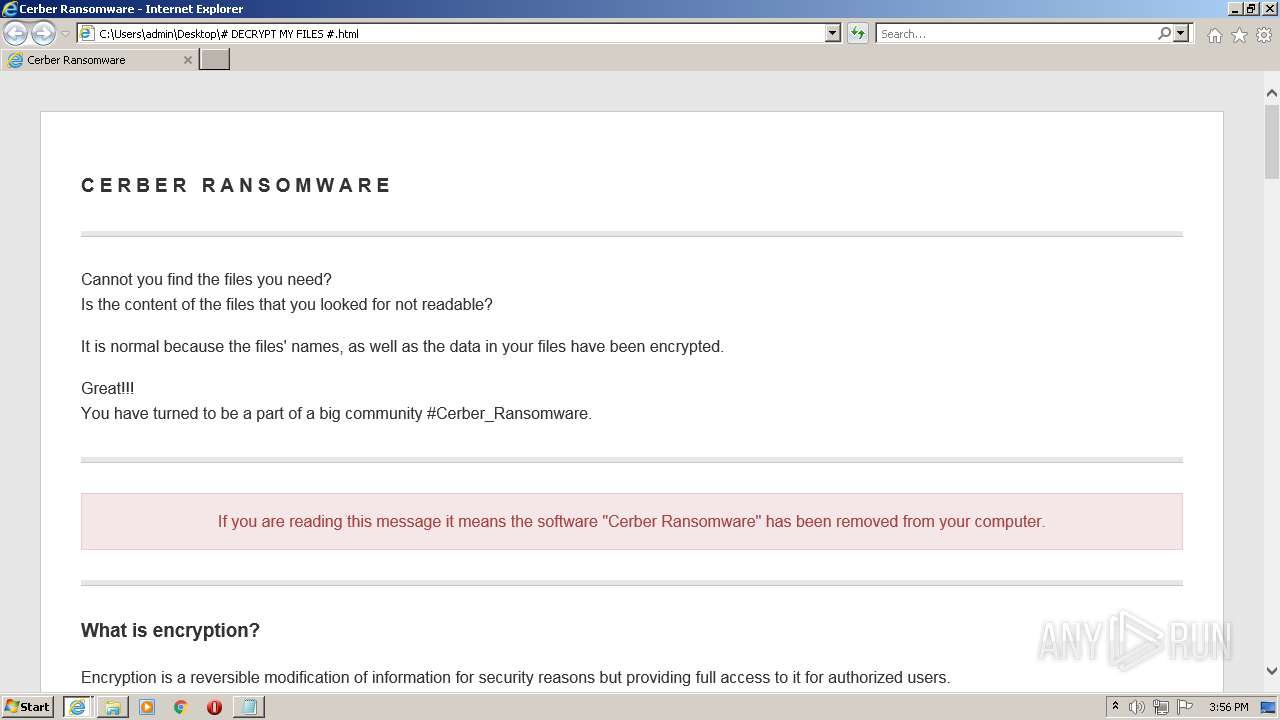 Cerber Ransomware - Internet Explorer
C:\Users\admin\Desktop\# DECRYPT MY FILES #.html
Search...
Cerber Ransomware
CERBER RANSOMWARE
Cannot you find the files you need?
Is the content of the files that you looked for not readable?
It is normal because the files' names, as well as the data in your files have been encrypted.
Great!!!
You have turned to be a part of a big community #Cerber_Ransomware.
If you are reading this message it means the software "Cerber Ransomware" has been removed from your computer.
What is encryption?
Encryption is a reversible modification of information for security reasons but providing full access to it for authorized users.
ANY RUN
Start
3:56 PM